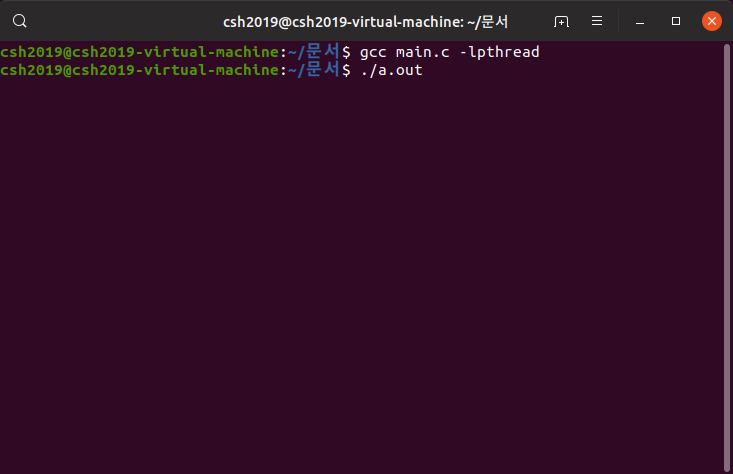 csh2019@csh2019-virtual-machine: ~/문서
csh2019@csh2019-virtual-machine:~/문서$ gcc main.c -lpthread
csh2019@csh2019-virtual-machine:~/문서$ ./a.out